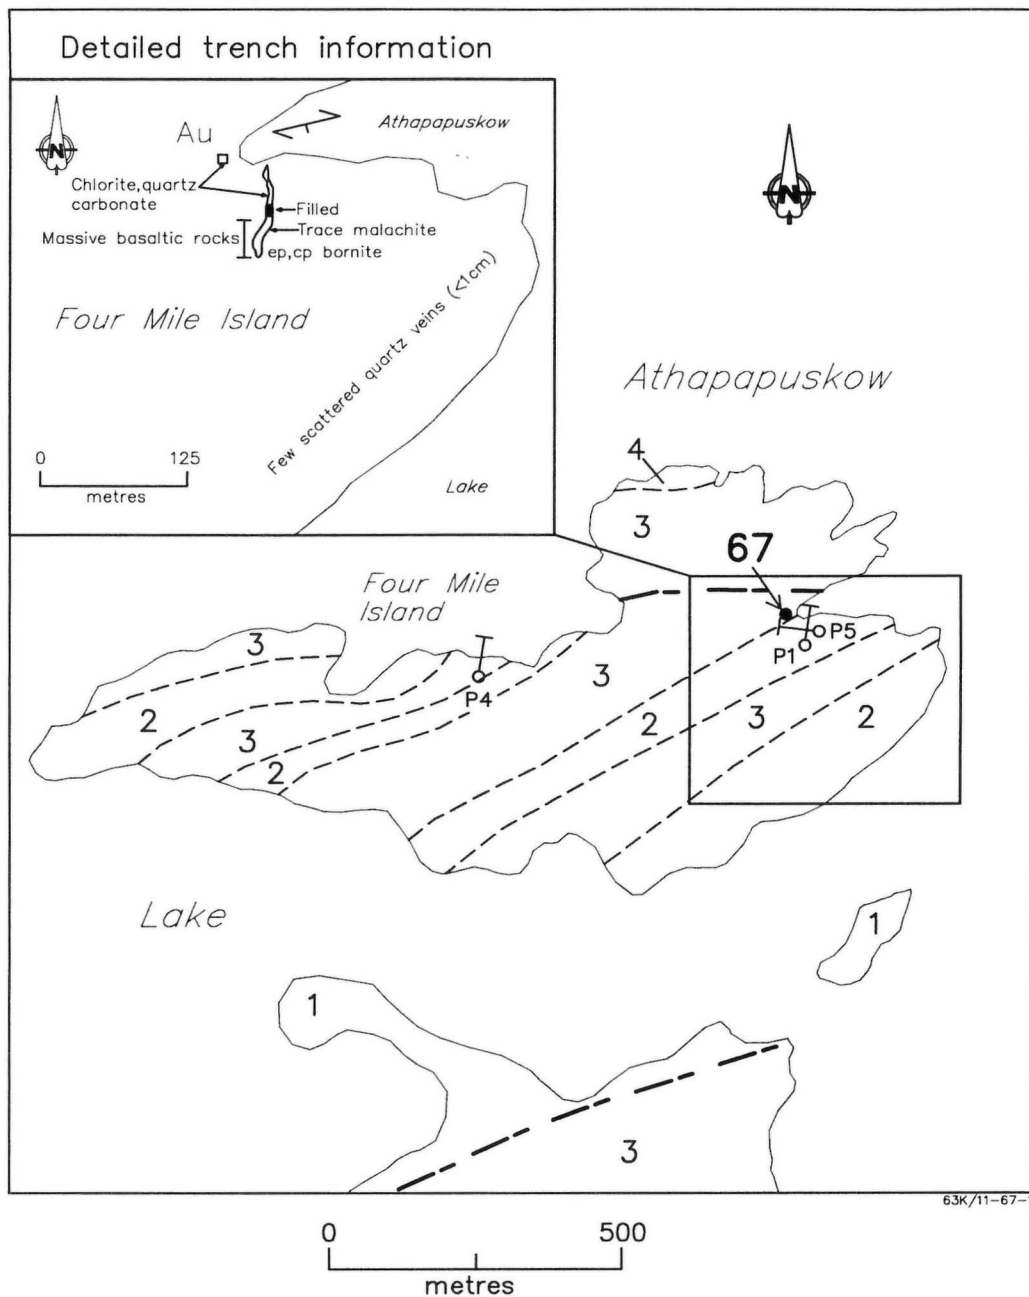 Detailed trench information
N
Au
Athapapuskow
Chlorite,quartz
carbonate
Filled
Massive basaltic rocks
Trace malachite
ep,cp bornite
Four Mile Island
Few scattered quartz veins (<1cm)
0 125
metres
Lake
N
Athapapuskow
4
3
67
Four Mile
Island
P5
P1
P4
3
2
3
2
3
2
3
2
Lake
1
1
3
0 500
metres